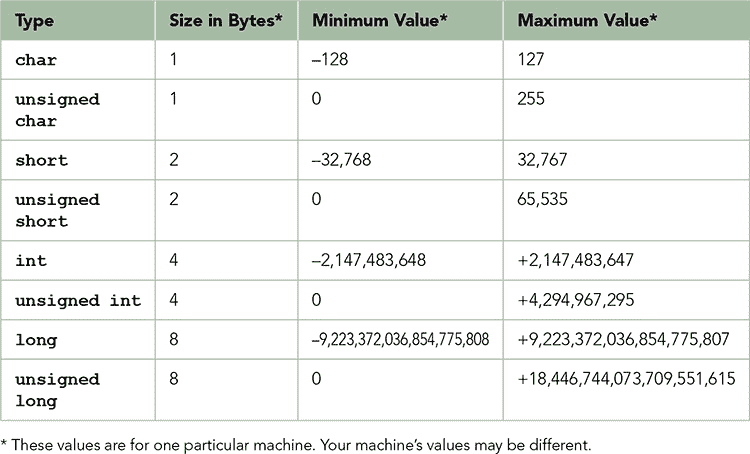 Type Size in Bytes* Minimum Value* Maximum Value*
char 1 –128 127
unsigned 1 0 255
char
short 2 –32,768 32,767
unsigned 2 0 65,535
short
int 4 –2,147,483,648 +2,147,483,647
unsigned int 4 0 +4,294,967,295
long 8 –9,223,372,036,854,775,808 +9,223,372,036,854,775,807
unsigned 8 0 +18,446,744,073,709,551,615
long
* These values are for one particular machine. Your machine’s values may be different.